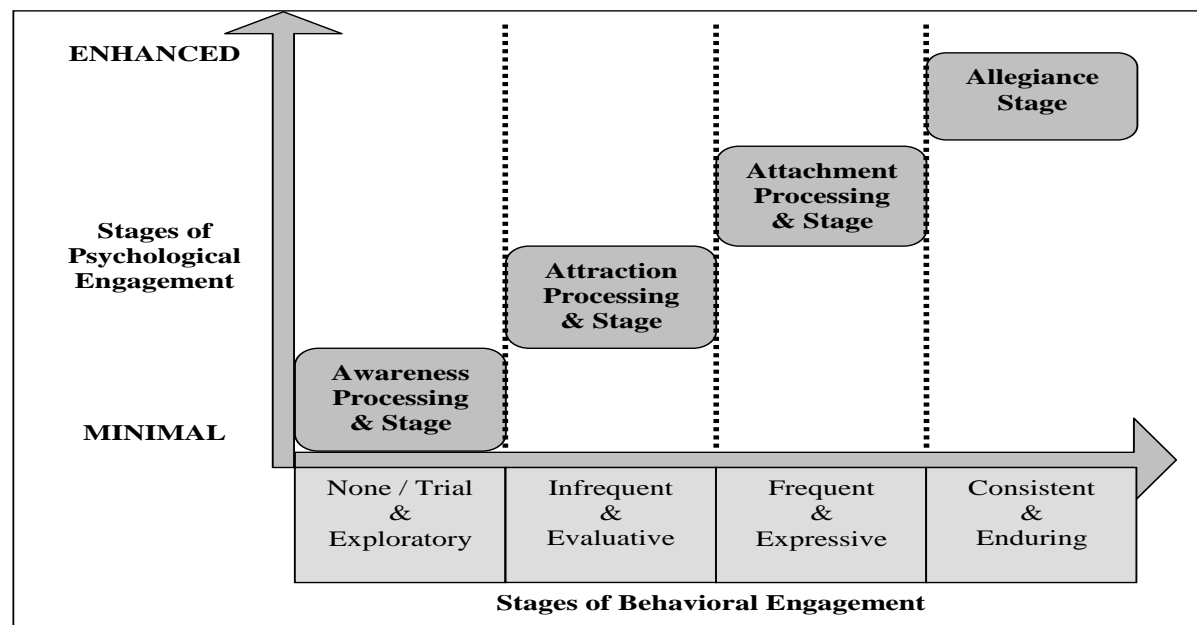 ENHANCED
Allegiance
Stage
Attachment
Processing
& Stage
Stages of
Psychological
Engagement
Attraction
Processing
& Stage
Awareness
Processing
& Stage
MINIMAL
None / Trial
&
Exploratory
Infrequent
&
Evaluative
Frequent
&
Expressive
Consistent
&
Enduring
Stages of Behavioral Engagement